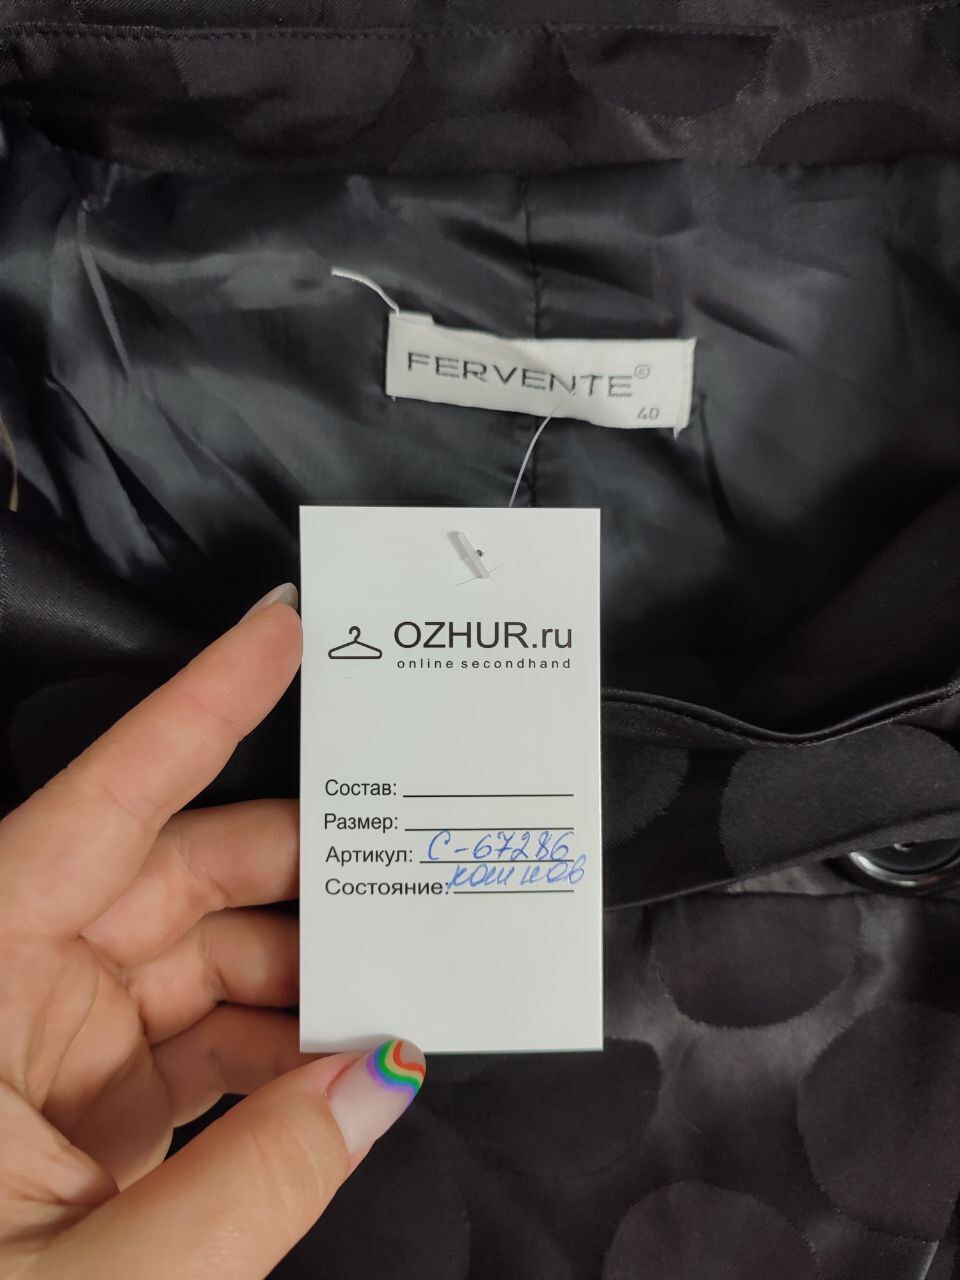 FERVENTE®
40
OZHUR.ru
online secondhand
Состав:
Размер:
Артикул: С-67286
Состояние: